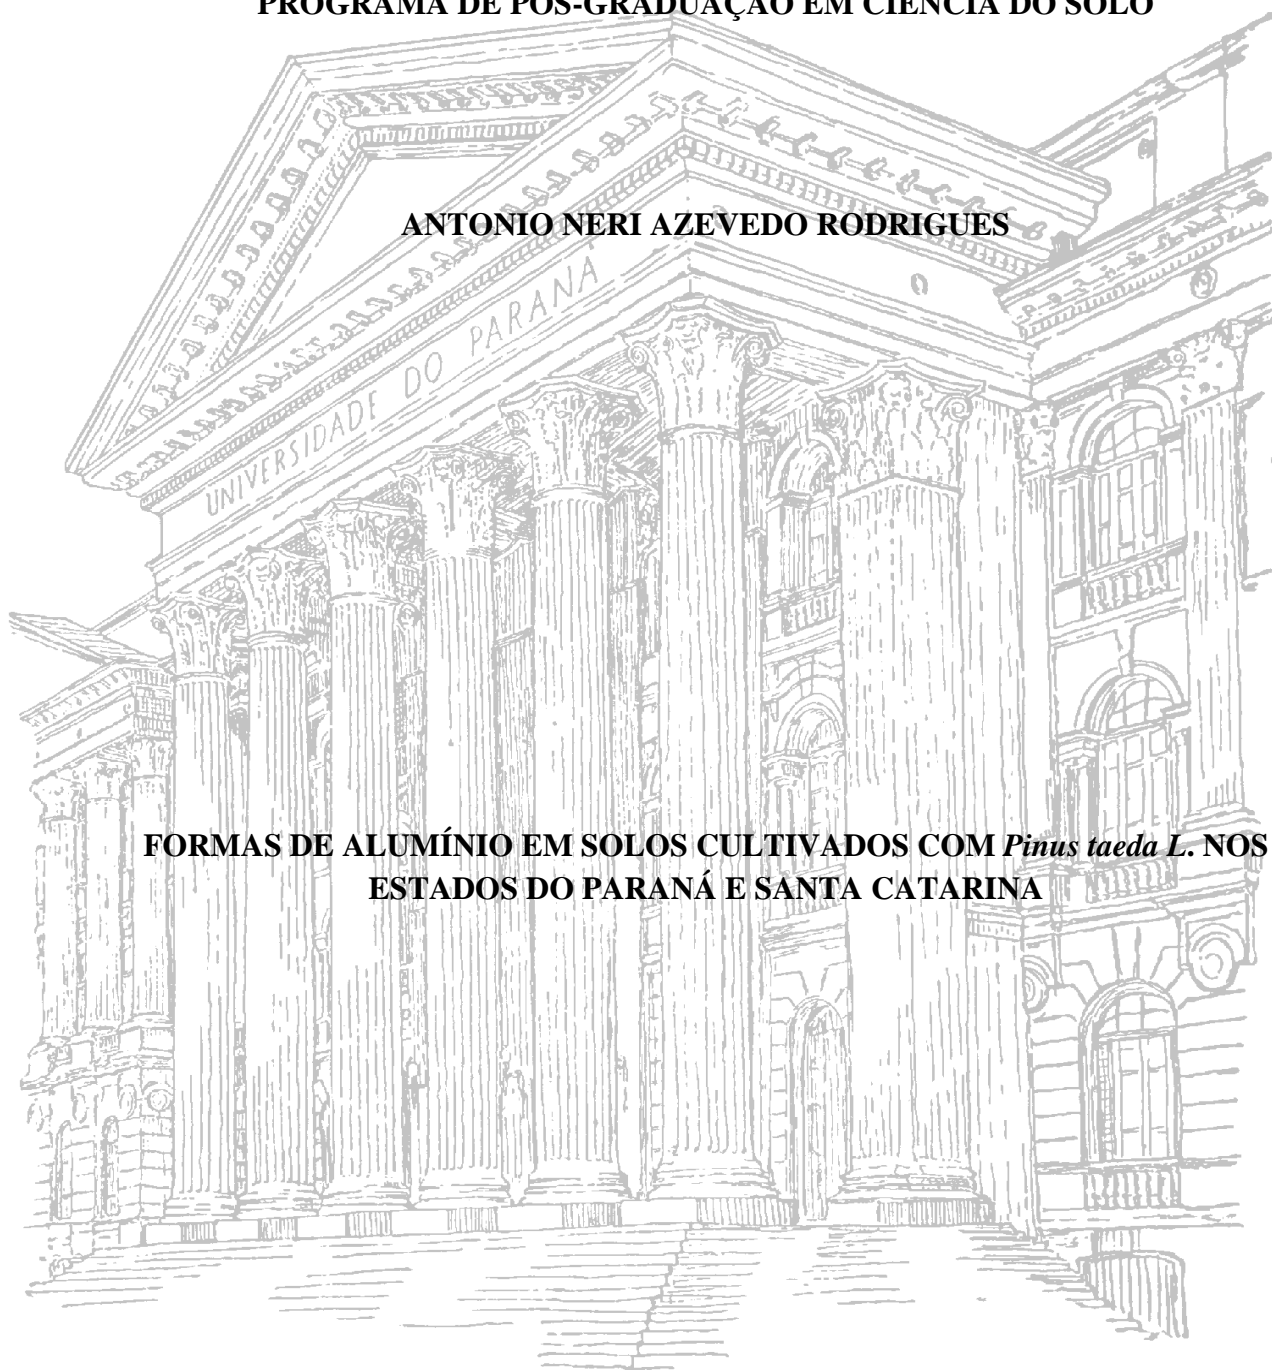 PROGRAMA DE PÓS-GRADUAÇÃO EM CIÊNCIA DO SOLO
ANTONIO NERI AZEVEDO RODRIGUES
UNIVERSIDADE DO PARANÁ
FORMAS DE ALUMÍNIO EM SOLOS CULTIVADOS COM Pinus taeda L. NOS
ESTADOS DO PARANÁ E SANTA CATARINA